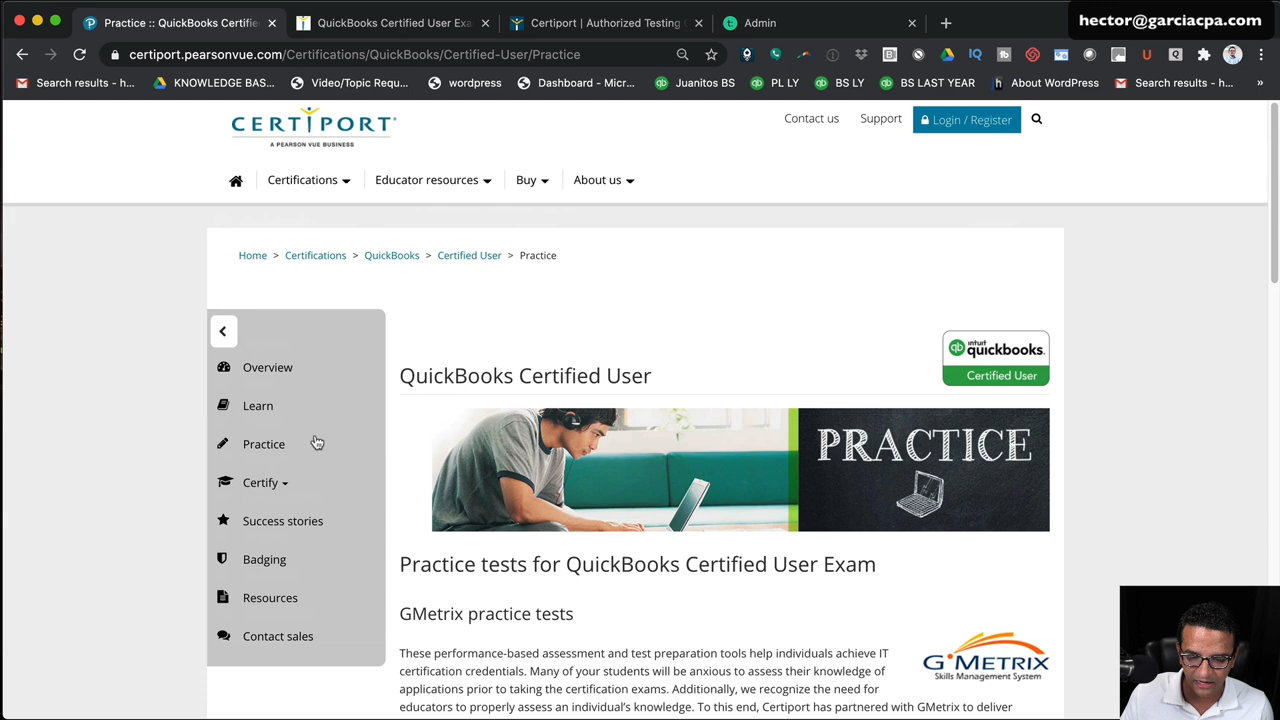 hector@garciacpa.com
Practice :: QuickBooks Certifie
QuickBooks Certified User Exa
Certiport | Authorized Testing
Admin
certiport.pearsonvue.com/Certifications/QuickBooks/Certified-User/Practice
Search results - h...
KNOWLEDGE BAS...
Video/Topic Requ...
Wordpress
Dashboard – Micr...
Juanitos BS
PL LY
BS LY
BS LAST YEAR
About WordPress
Search results - h...
»
CERTIPORT
A PEARSON VUE BUSINESS
Contact us
Support
Login / Register
Certifications
Educator resources
Buy
About us
Home > Certifications > QuickBooks > Certified User > Practice
Overview
Learn
Practice
Certify
Success stories
Badging
Resources
Contact sales
QuickBooks Certified User
intuit
quickbooks.
Certified User
PRACTICE
Practice tests for QuickBooks Certified User Exam
GMetrix practice tests
These performance-based assessment and test preparation tools help individuals achieve IT
certification credentials. Many of your students will be anxious to assess their knowledge of
applications prior to taking the certification exams. Additionally, we recognize the need for
educators to properly assess an individual's knowledge. To this end, Certiport has partnered with GMetrix to deliver
GMETRIX
Skills Management System